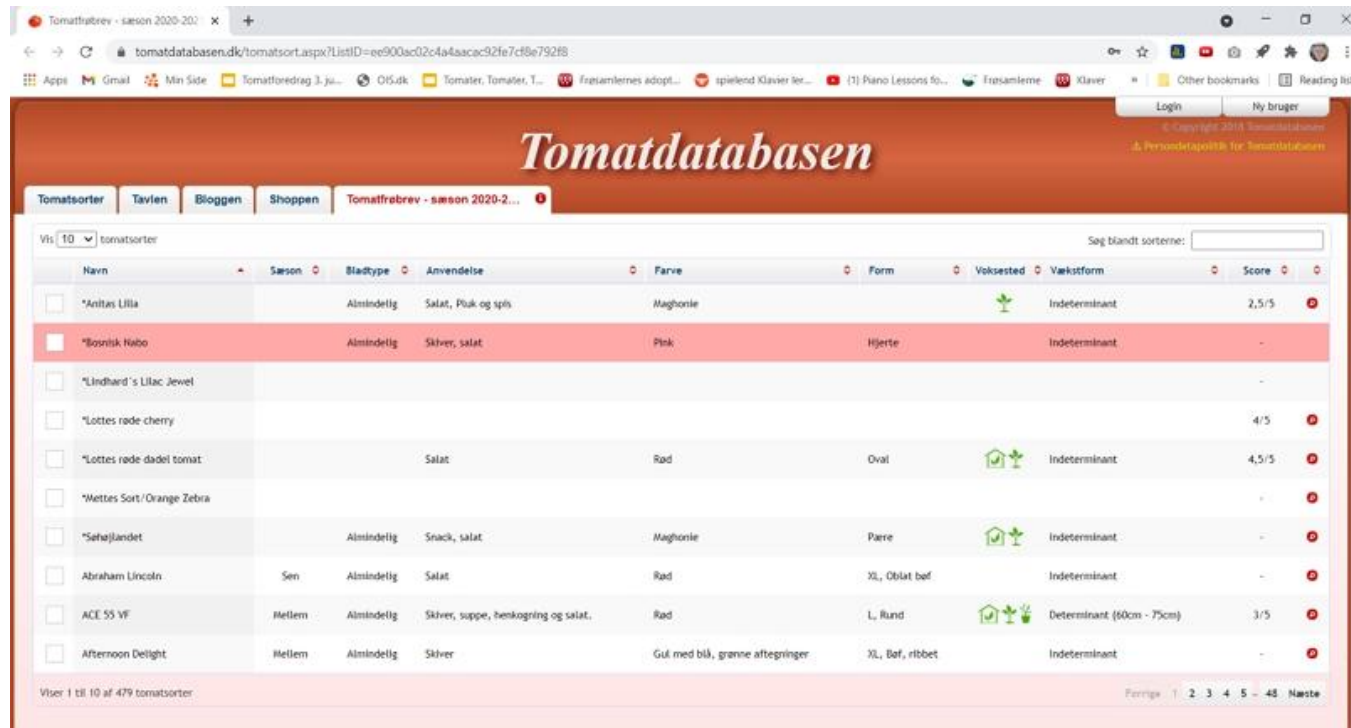 Tomatfrøbrev - sæson 2020-202
tomatdatabasen.dk/tomatsort.aspx?ListID=ee900ac02c4a4aacac92fe7cf8e792f8
Apps Gmail Min Side Tomatforedrag 3. ju... OIS.dk Tomater, Tomater, T... Frøsamlernes adopt... spielend Klavier ler... (1) Piano Lessons fo... Frøsamlerne Klaver » Other bookmarks Reading lis
Login Ny bruger
© Copyright 2018 Tomatdatabasen
Persondatapolitik for Tomatdatabasen
Tomatdatabasen
Tomatsorter Tavlen Bloggen Shoppen Tomatfrøbrev - sæson 2020-2...
Vis 10 tomatsorter Søg blandt sorterne:
Navn Sæson Bladtype Anvendelse Farve Form Voksested Vækstform Score
*Anitas Lilla Almindelig Salat, Pluk og spis Maghonie Indeterminant 2,5/5
*Bosnisk Nabo Almindelig Skiver, salat Pink Hjerte Indeterminant -
*Lindhard´s Lilac Jewel -
*Lottes røde cherry 4/5
*Lottes røde dadel tomat Salat Rød Oval Indeterminant 4,5/5
*Mettes Sort/Orange Zebra -
*Søhøjlandet Almindelig Snack, salat Maghonie Pære Indeterminant -
Abraham Lincoln Sen Almindelig Salat Rød XL, Oblat bøf Indeterminant -
ACE 55 VF Mellem Almindelig Skiver, suppe, henkogning og salat. Rød L, Rund Determinant (60cm - 75cm) 3/5
Afternoon Delight Mellem Almindelig Skiver Gul med blå, grønne aftegninger XL, Bøf, ribbet Indeterminant -
Viser 1 til 10 af 479 tomatsorter Forrige 1 2 3 4 5 - 48 Næste